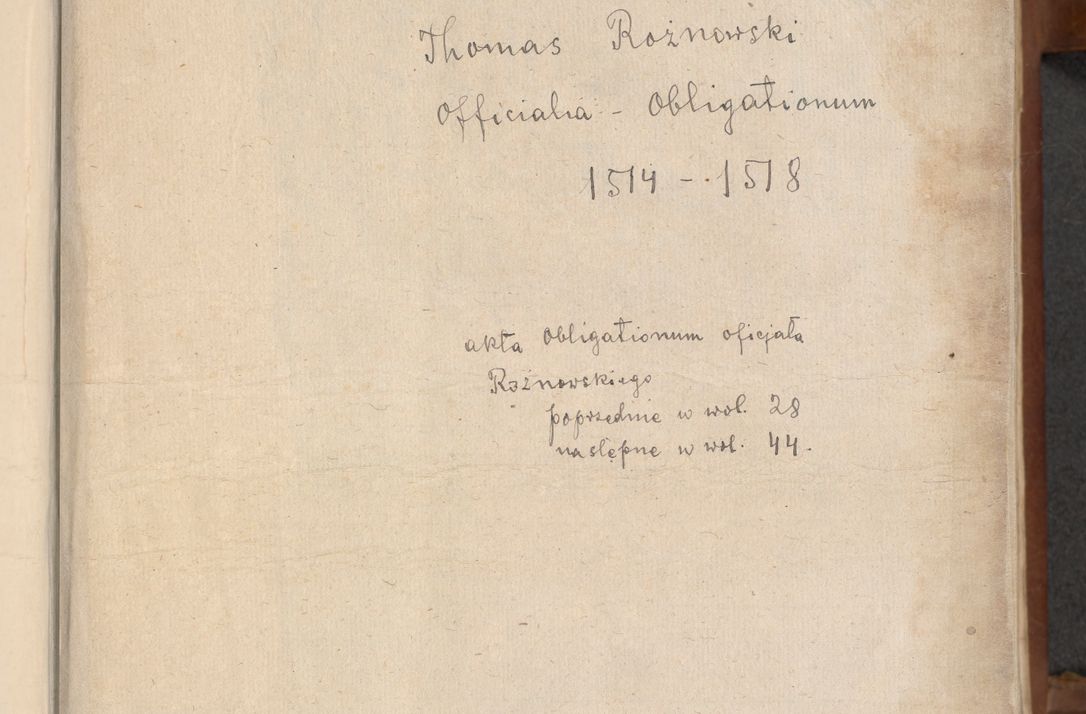 Thomas Rożnowski
Officialia - Obligationum
1514 - 1518
akta Obligationum oficjała
Rożnowskiego
poprzednie w wol. 28
następne w wol. 44.